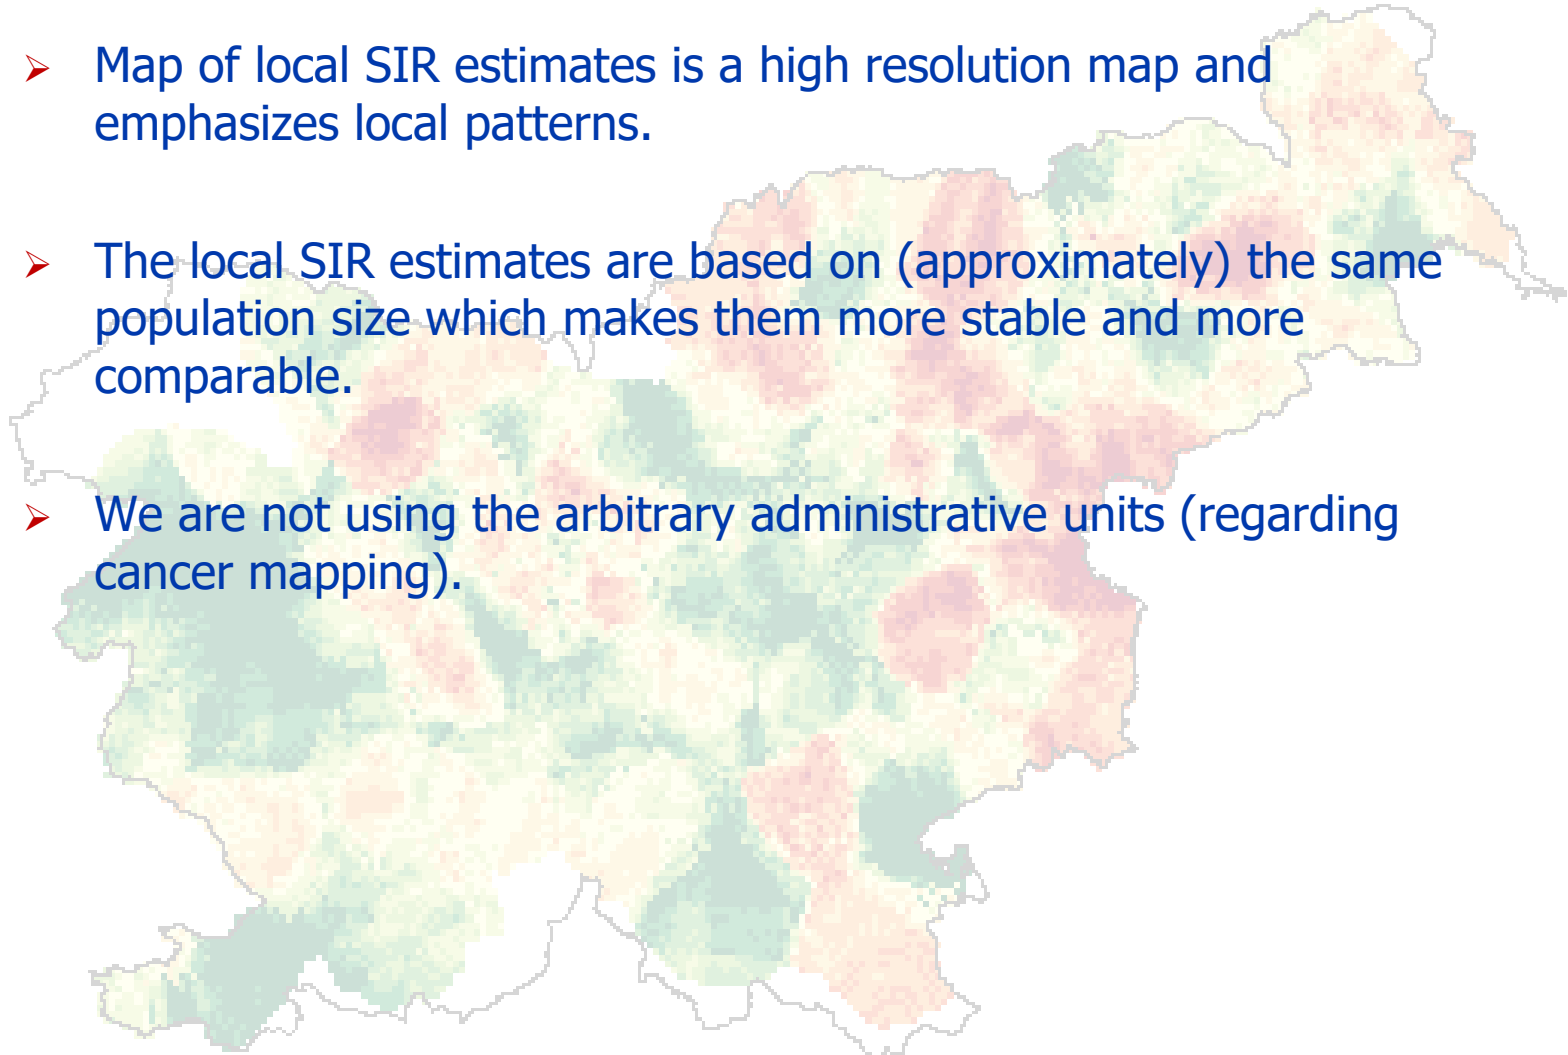 ➢ Map of local SIR estimates is a high resolution map and
emphasizes local patterns.
➢ The local SIR estimates are based on (approximately) the same
population size which makes them more stable and more
comparable.
➢ We are not using the arbitrary administrative units (regarding
cancer mapping).